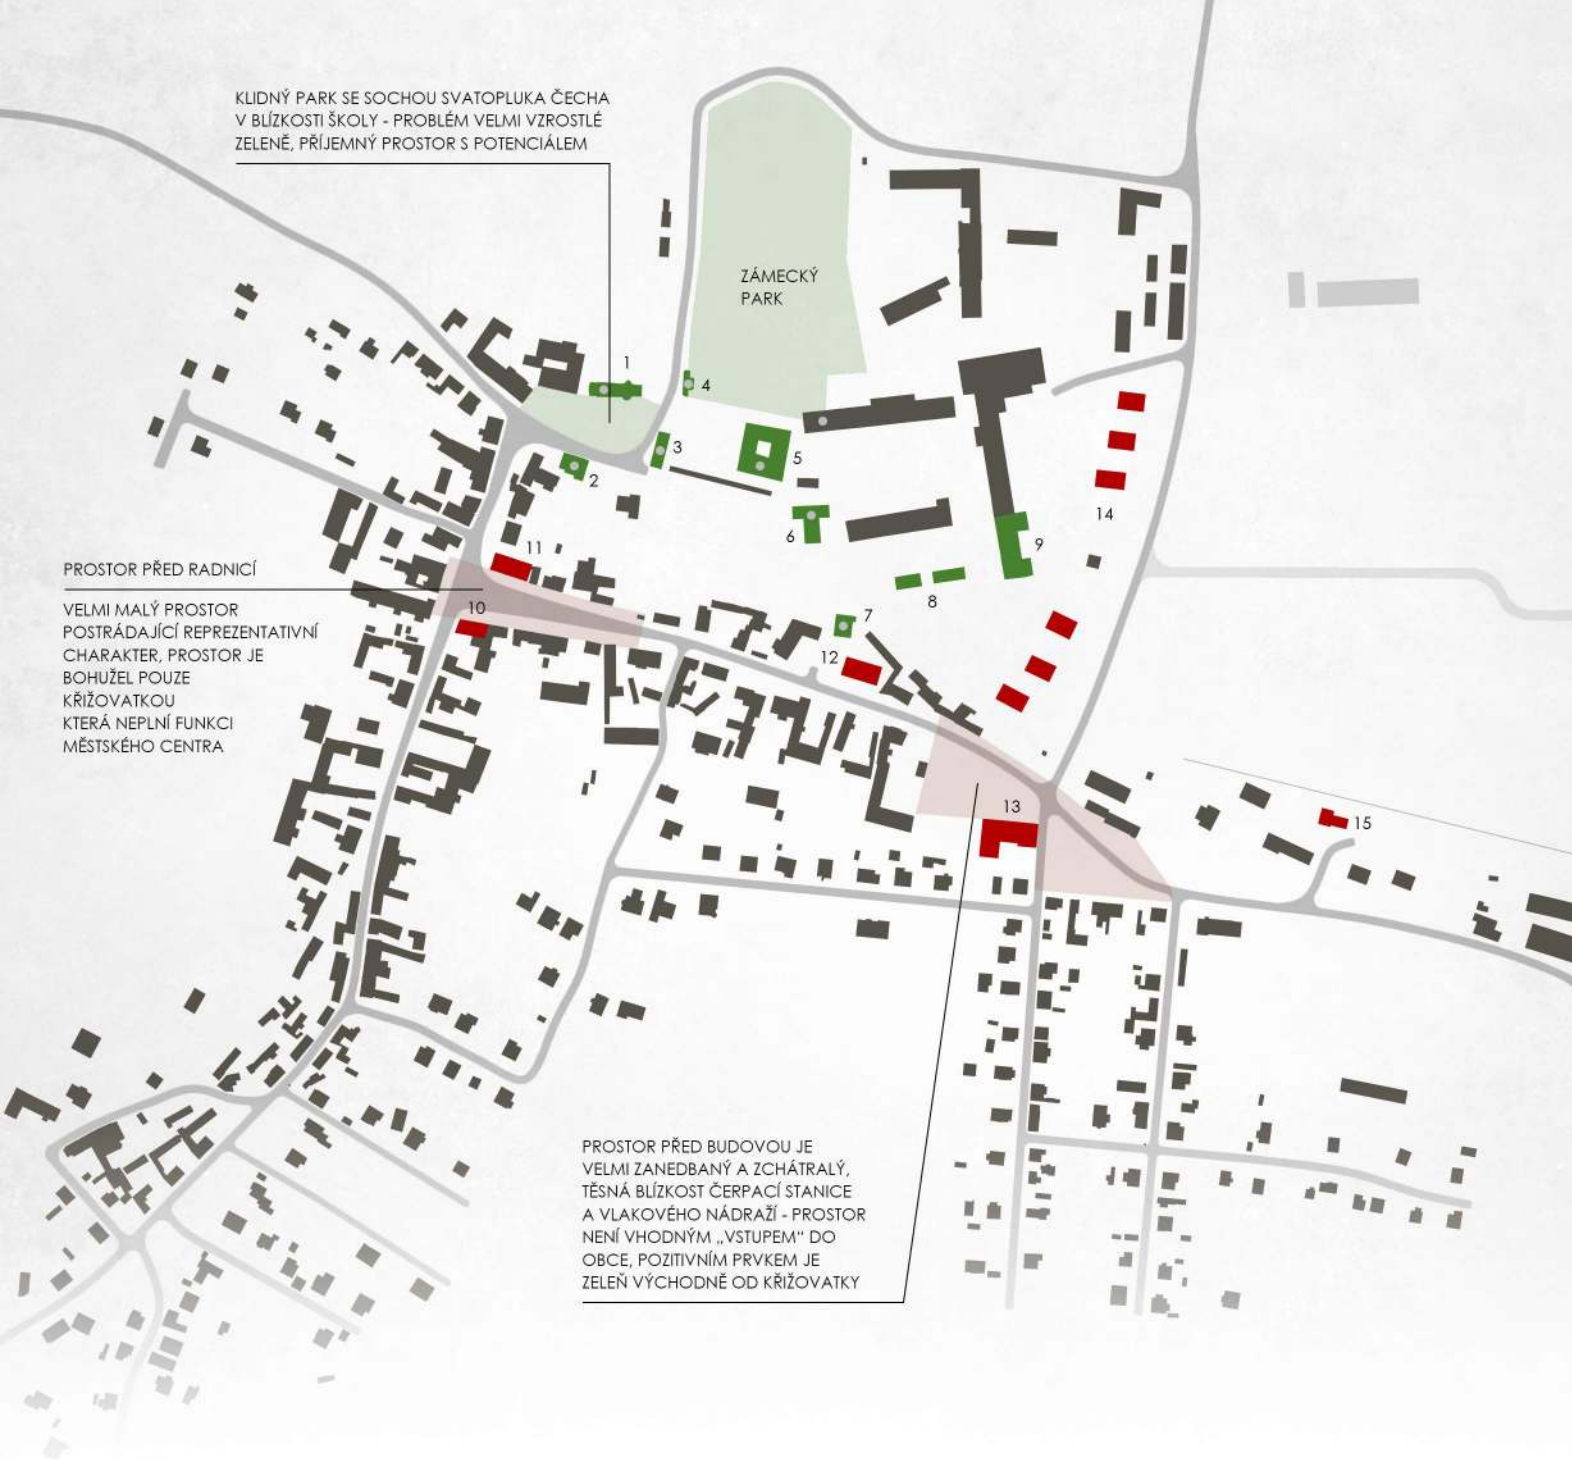 KLIDNÝ PARK SE SOCHOU SVATOPLUKA ČECHA
V BLÍZKOSTI ŠKOLY - PROBLÉM VELMI VZROSTLÉ
ZELENĚ, PŘÍJEMNÝ PROSTOR S POTENCIÁLEM
ZÁMECKÝ
PARK
1
4
3
5
2
14
6
9
11
PROSTOR PŘED RADNICÍ
8
10
VELMI MALÝ PROSTOR
POSTRÁDAJÍCÍ REPREZENTATIVNÍ
CHARAKTER, PROSTOR JE
BOHUŽEL POUZE
KŘIŽOVATKOU
KTERÁ NEPLNÍ FUNKCI
MĚSTSKÉHO CENTRA
7
12
13
15
PROSTOR PŘED BUDOVOU JE
VELMI ZANEDBANÝ A ZCHÁTRALÝ,
TĚSNÁ BLÍZKOST ČERPACÍ STANICE
A VLAKOVÉHO NÁDRAŽÍ - PROSTOR
NENÍ VHODNÝM „VSTUPEM" DO
OBCE, POZITIVNÍM PRVKEM JE
ZELEŇ VÝCHODNĚ OD KŘIŽOVATKY